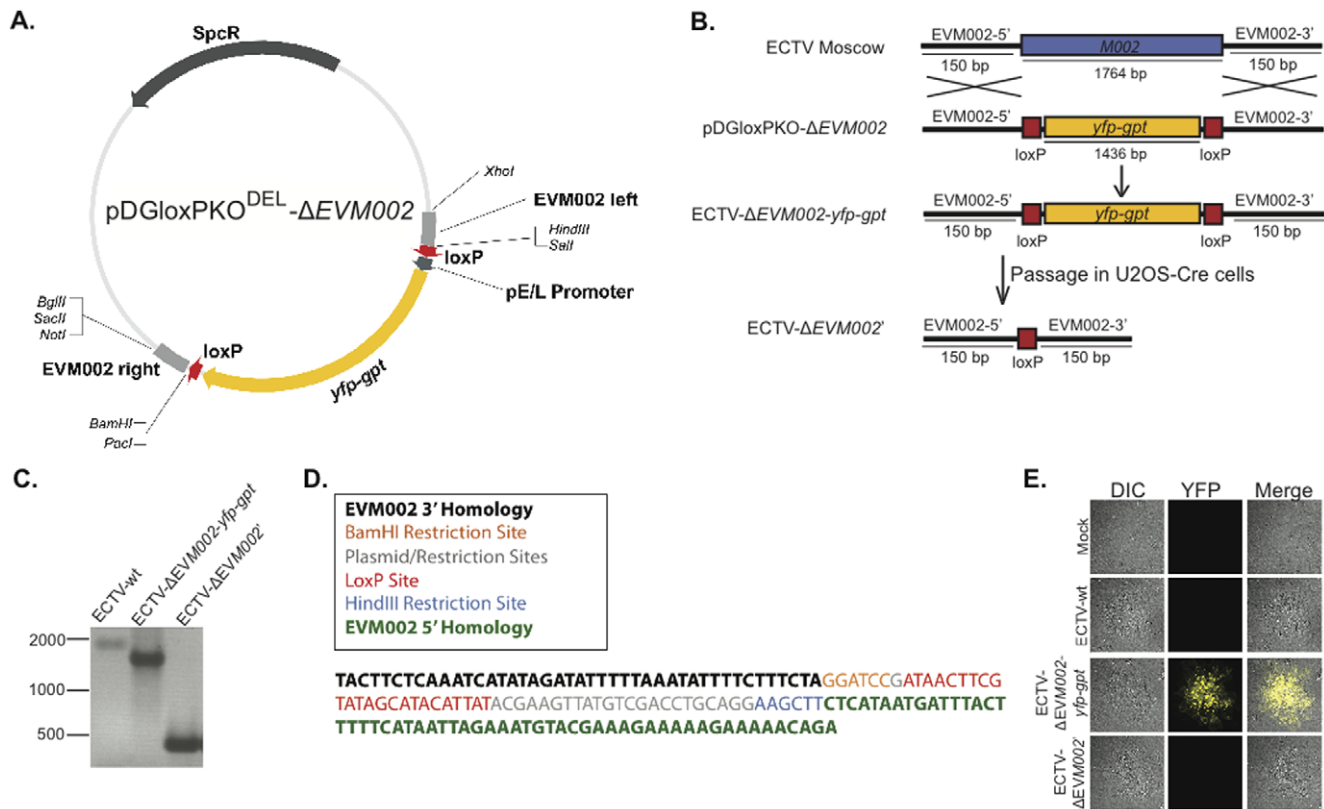 A.
SpcR
pDGloxPKO^DEL-ΔEVM002
XhoI
EVM002 left
HindIII
SalI
loxP
pE/L Promoter
yfp-gpt
loxP
EVM002 right
BglII
SacII
NotI
BamHI
PacI
B.
ECTV Moscow
EVM002-5’
M002
EVM002-3’
150 bp
1764 bp
150 bp
pDGloxPKO-ΔEVM002
EVM002-5’
yfp-gpt
EVM002-3’
loxP
1436 bp
loxP
ECTV-ΔEVM002-yfp-gpt
EVM002-5’
yfp-gpt
EVM002-3’
150 bp
loxP
loxP
150 bp
Passage in U2OS-Cre cells
ECTV-ΔEVM002’
EVM002-5’
EVM002-3’
150 bp
loxP
150 bp
C.
ECTV-wt
ECTV-ΔEVM002-yfp-gpt
ECTV-ΔEVM002’
2000
1000
500
D.
EVM002 3’ Homology
BamHI Restriction Site
Plasmid/Restriction Sites
LoxP Site
HindIII Restriction Site
EVM002 5’ Homology
TACTTCTCAAATCATATAGATATTTTTAAATATTTTCTTTCTAGGATCCGATAACTTCG
TATAGCATACATTATACGAAGTTATGTCGACCTGCAGGAAGCTTCTCATAATGATTTACT
TTTTCATAATTAGAAATGTACGAAAGAAAAAGAAAAACAGA
E.
DIC
YFP
Merge
Mock
ECTV-wt
ECTV-
ΔEVM002-
yfp-gpt
ECTV-
ΔEVM002’